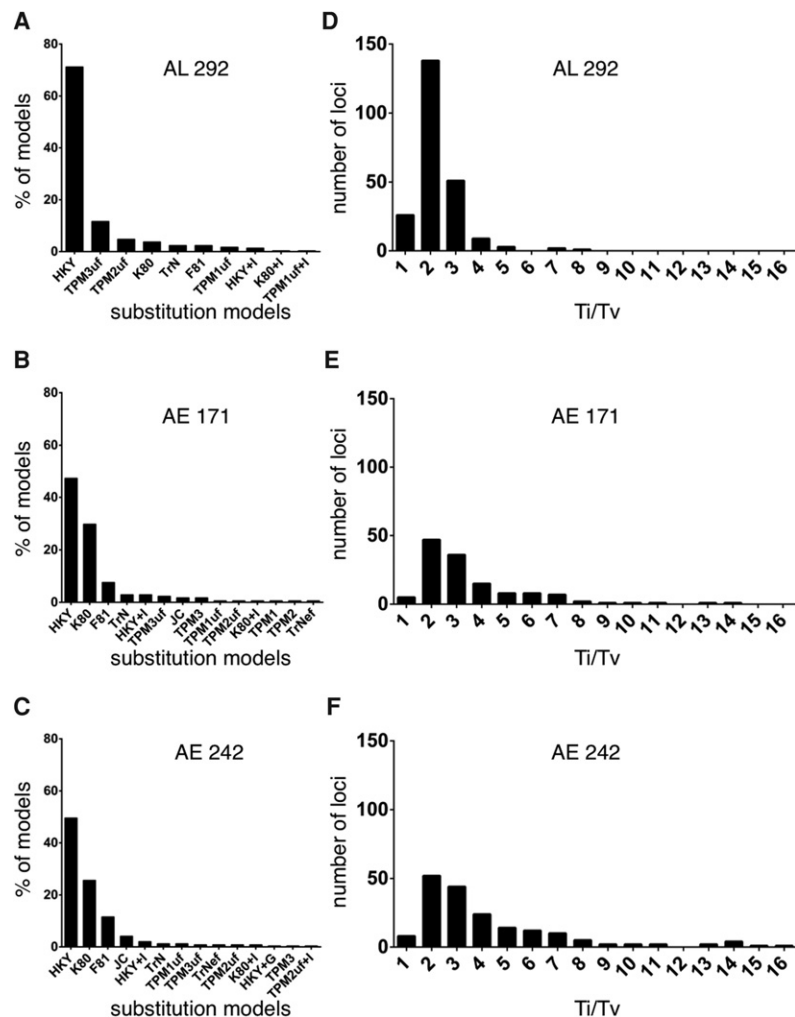 A
AL 292
% of models
80
60
40
20
0
HKY
TPM3uf
TPM2uf
K80
TrN
F81
TPM1uf
HKY+I
K80+I
TPM1uf+I
substitution models
D
AL 292
number of loci
150
100
50
0
1
2
3
4
5
6
7
8
9
10
11
12
13
14
15
16
Ti/Tv
B
AE 171
% of models
80
60
40
20
0
HKY
K80
F81
TrN
HKY+I
TPM3uf
JC
TPM3
TPM1uf
TPM2uf
K80+I
TPM1
TPM2
TrNef
substitution models
E
AE 171
number of loci
150
100
50
0
1
2
3
4
5
6
7
8
9
10
11
12
13
14
15
16
Ti/Tv
C
AE 242
% of models
80
60
40
20
0
HKY
K80
F81
JC
HKY+I
TrN
TPM1uf
TPM3uf
TrNef
TPM2uf
K80+I
HKY+G
TPM3
TPM2uf+I
substitution models
F
AE 242
number of loci
150
100
50
0
1
2
3
4
5
6
7
8
9
10
11
12
13
14
15
16
Ti/Tv